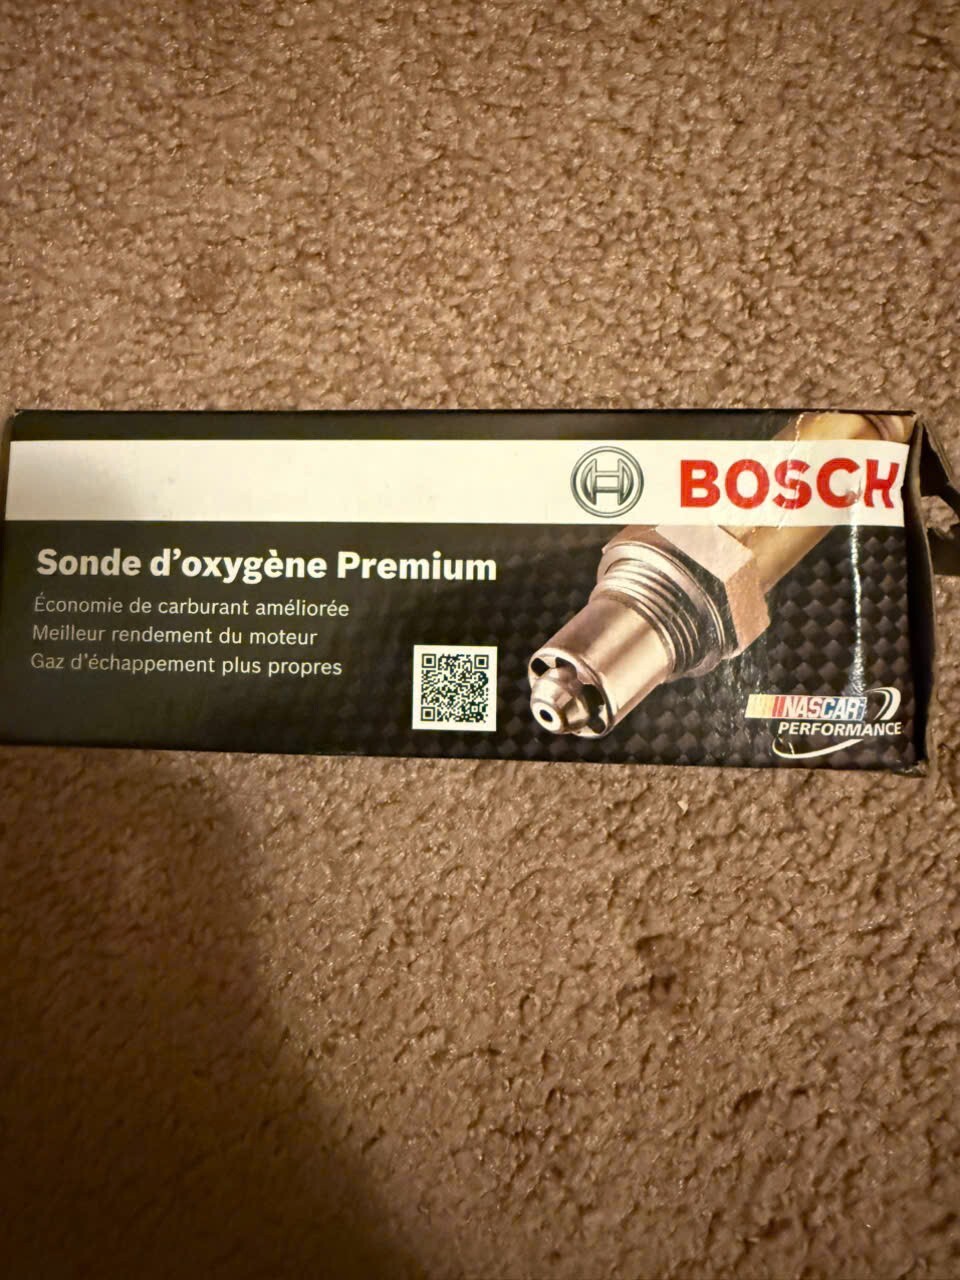 BOSCH
Sonde d'oxygène Premium
Économie de carburant améliorée
Meilleur rendement du moteur
Gaz d'échappement plus propres
NASCAR
PERFORMANCE